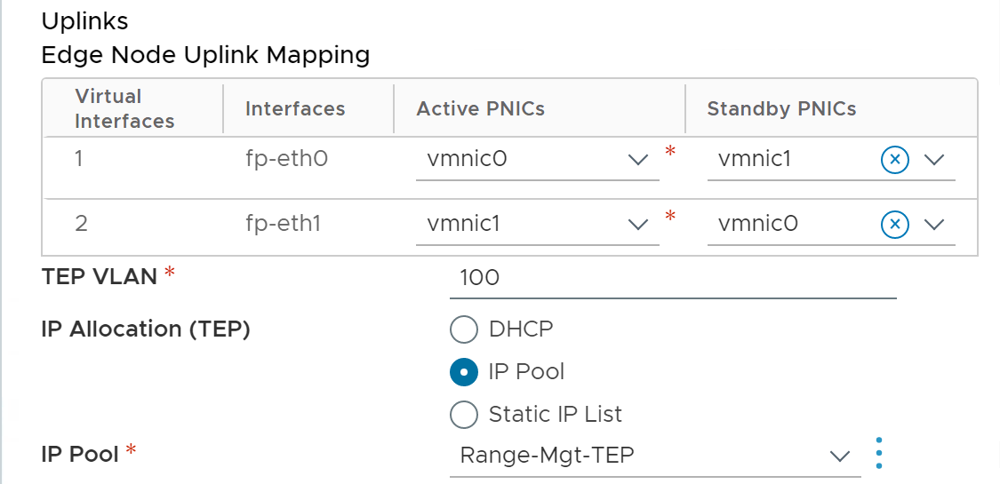 Uplinks
Edge Node Uplink Mapping
Virtual Interfaces Interfaces Active PNICs Standby PNICs
1 fp-eth0 vmnic0 * vmnic1
2 fp-eth1 vmnic1 * vmnic0
TEP VLAN * 100
IP Allocation (TEP) DHCP
IP Pool
Static IP List
IP Pool * Range-Mgt-TEP